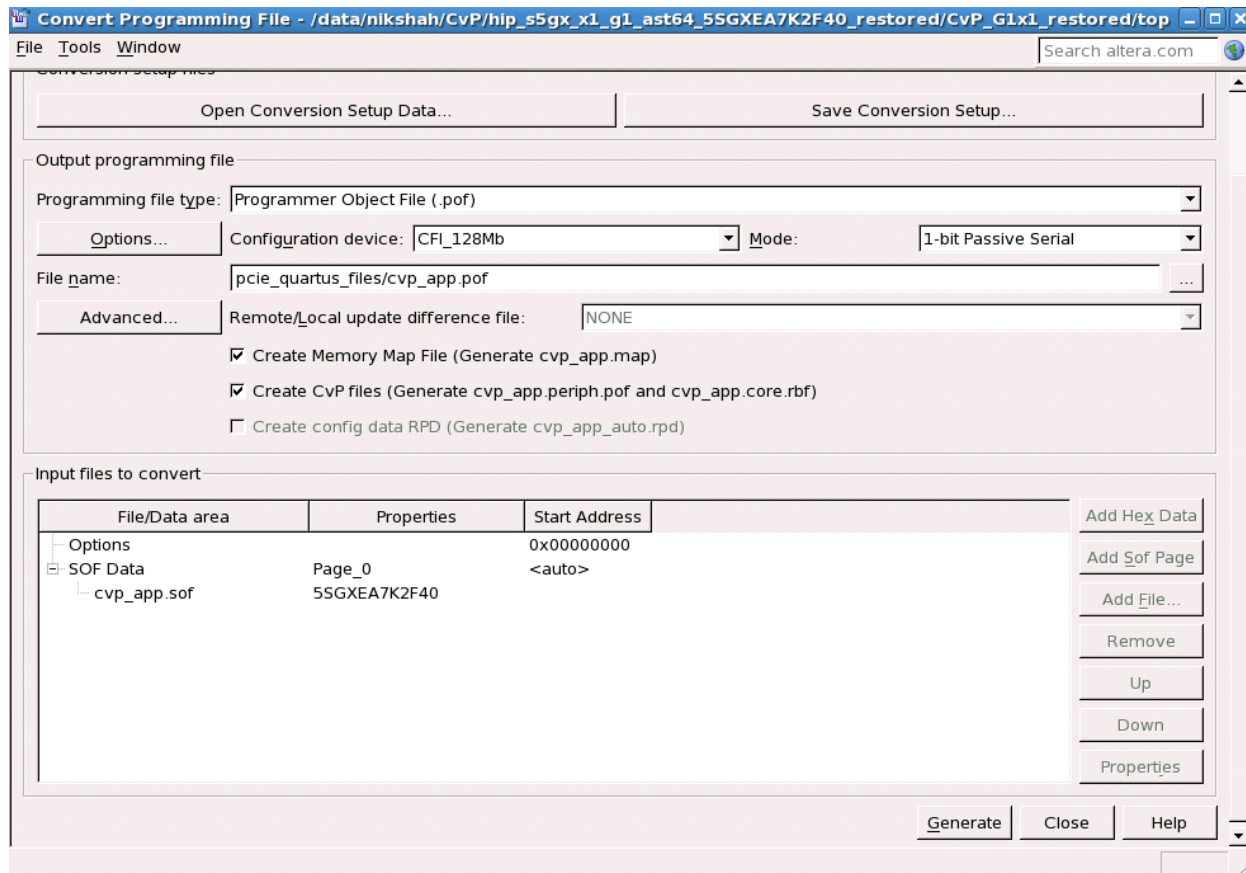 Convert Programming File - /data/nikshah/CvP/hip_s5gx_x1_g1_ast64_5SGXEA7K2F40_restored/CvP_G1x1_restored/top
File Tools Window Search altera.com
Conversion setup files
Open Conversion Setup Data... Save Conversion Setup...
Output programming file
Programming file type: Programmer Object File (.pof)
Options... Configuration device: CFI_128Mb Mode: 1-bit Passive Serial
File name: pcie_quartus_files/cvp_app.pof ...
Advanced... Remote/Local update difference file: NONE
Create Memory Map File (Generate cvp_app.map)
Create CvP files (Generate cvp_app.periph.pof and cvp_app.core.rbf)
Create config data RPD (Generate cvp_app_auto.rpd)
Input files to convert
File/Data area Properties Start Address
Add Hex Data
Options 0x00000000
Add Sof Page
SOF Data Page_0 <auto>
cvp_app.sof 5SGXEA7K2F40
Add File...
Remove
Up
Down
Properties
Generate Close Help